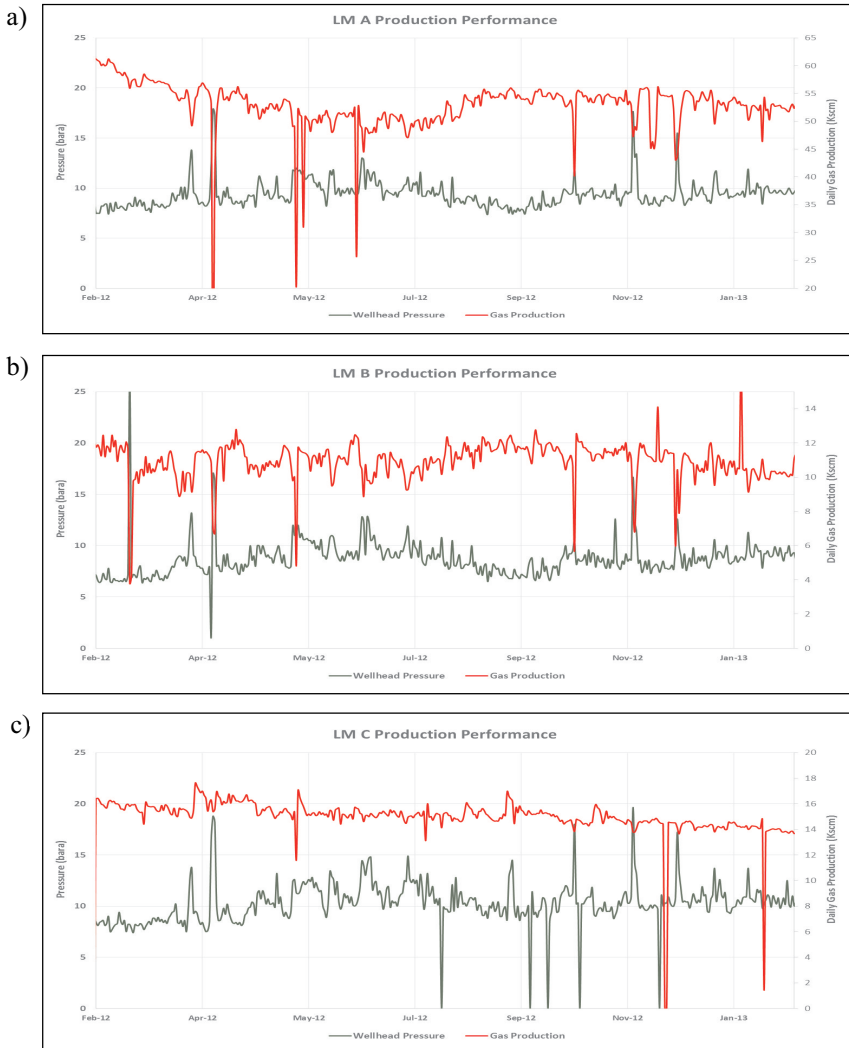 a)
LM A Production Performance
Pressure (bara)
25
20
15
10
5
0
Daily Gas Production (Kscm)
65
60
55
50
45
40
35
30
25
20
Feb-12 Apr-12 May-12 Jul-12 Sep-12 Nov-12 Jan-13
Wellhead Pressure Gas Production
b)
LM B Production Performance
Pressure (bara)
25
20
15
10
5
0
Daily Gas Production (Kscm)
14
12
10
8
6
4
2
0
Feb-12 Apr-12 May-12 Jul-12 Sep-12 Nov-12 Jan-13
Wellhead Pressure Gas Production
c)
LM C Production Performance
Pressure (bara)
25
20
15
10
5
0
Daily Gas Production (Kscm)
20
18
16
14
12
10
8
6
4
2
0
Feb-12 Apr-12 May-12 Jul-12 Sep-12 Nov-12 Jan-13
Wellhead Pressure Gas Production